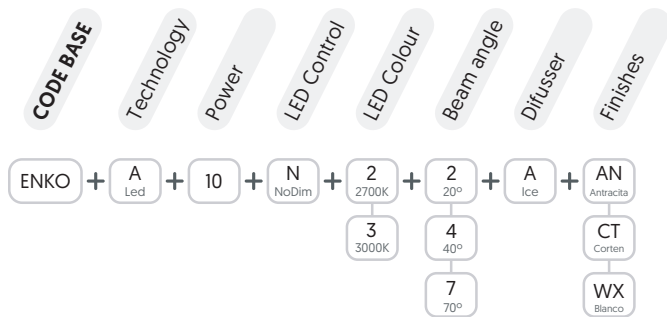 CODE BASE
Technology
Power
LED Control
LED Colour
Beam angle
Difusser
Finishes
ENKO + A + 10 + N + 2 + 2 + A + AN
Led NoDim 2700K 20º Ice Antracita
3 4 CT
3000K 40º Corten
7 WX
70º Blanco